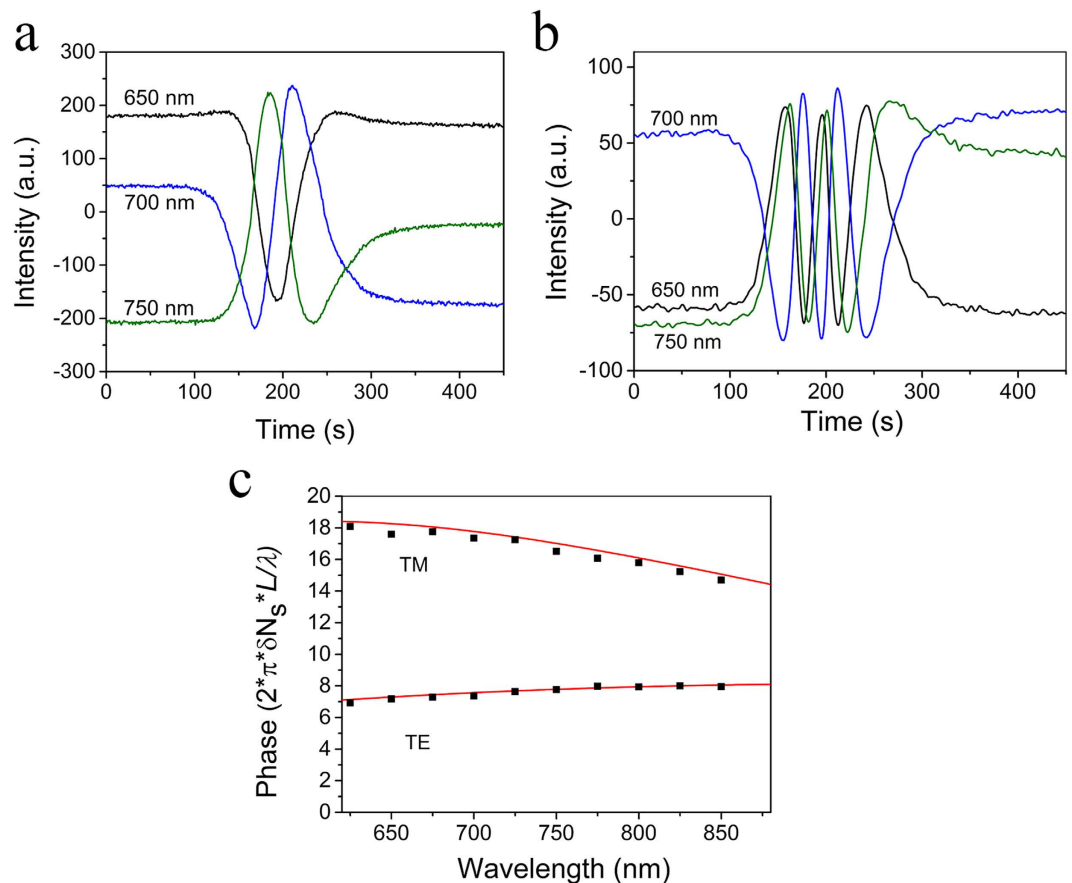 a
300
200
100
0
-100
-200
-300
650 nm
700 nm
750 nm
0 100 200 300 400
Intensity (a.u.)
Time (s)
b
100
50
0
-50
-100
700 nm
650 nm
750 nm
0 100 200 300 400
Intensity (a.u.)
Time (s)
c
20
18
16
14
12
10
8
6
4
2
0
TM
TE
650 700 750 800 850
Phase (2*π*δN_S*L/λ)
Wavelength (nm)